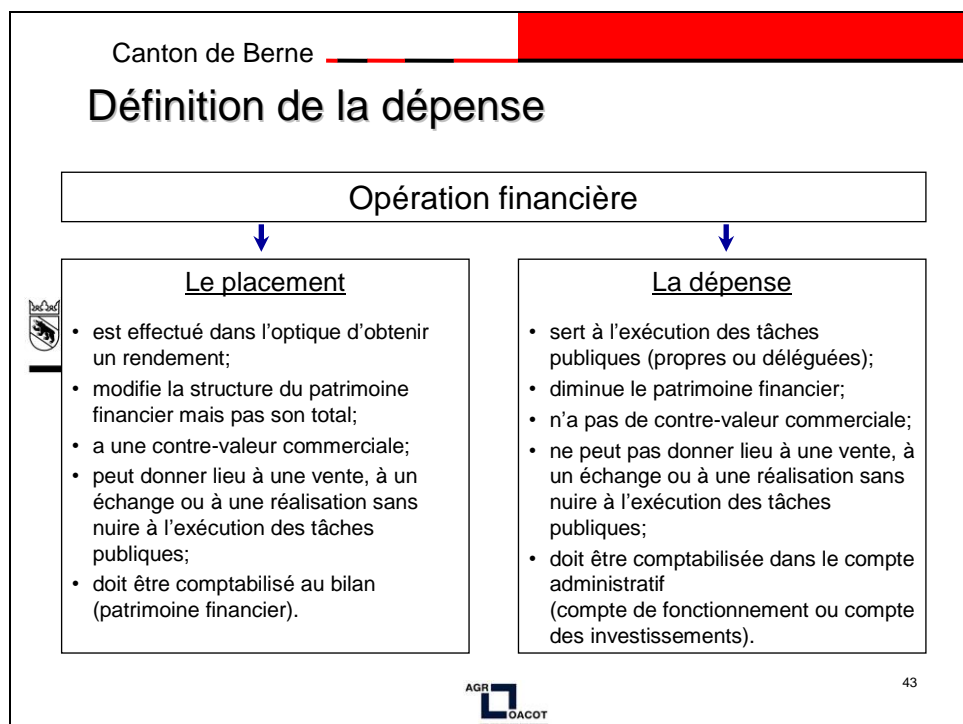 Canton de Berne
Définition de la dépense
Opération financière
Le placement
• est effectué dans l’optique d’obtenir
un rendement;
• modifie la structure du patrimoine
financier mais pas son total;
• a une contre-valeur commerciale;
• peut donner lieu à une vente, à un
échange ou à une réalisation sans
nuire à l’exécution des tâches
publiques;
• doit être comptabilisé au bilan
(patrimoine financier).
La dépense
• sert à l’exécution des tâches
publiques (propres ou déléguées);
• diminue le patrimoine financier;
• n’a pas de contre-valeur commerciale;
• ne peut pas donner lieu à une vente, à
un échange ou à une réalisation sans
nuire à l’exécution des tâches
publiques;
• doit être comptabilisée dans le compte
administratif
(compte de fonctionnement ou compte
des investissements).
43
AGR
OACOT